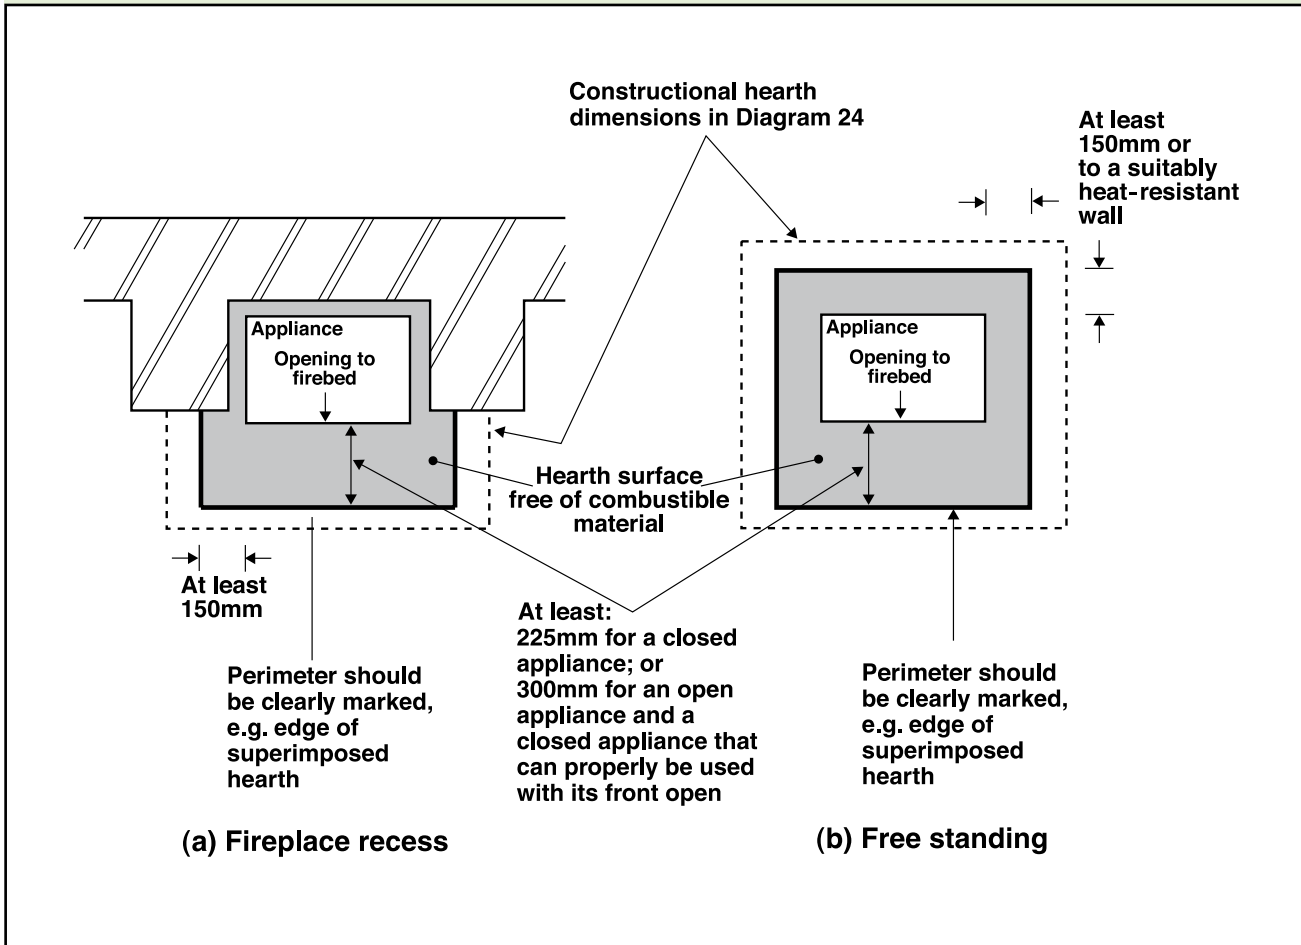 Constructional hearth
dimensions in Diagram 24
At least
150mm or
to a suitably
heat-resistant
wall
Appliance
Opening to
firebed
Appliance
Opening to
firebed
Hearth surface
free of combustible
material
At least
150mm
At least:
225mm for a closed
appliance; or
300mm for an open
appliance and a
closed appliance that
can properly be used
with its front open
Perimeter should
be clearly marked,
e.g. edge of
superimposed
hearth
Perimeter should
be clearly marked,
e.g. edge of
superimposed
hearth
(a) Fireplace recess
(b) Free standing